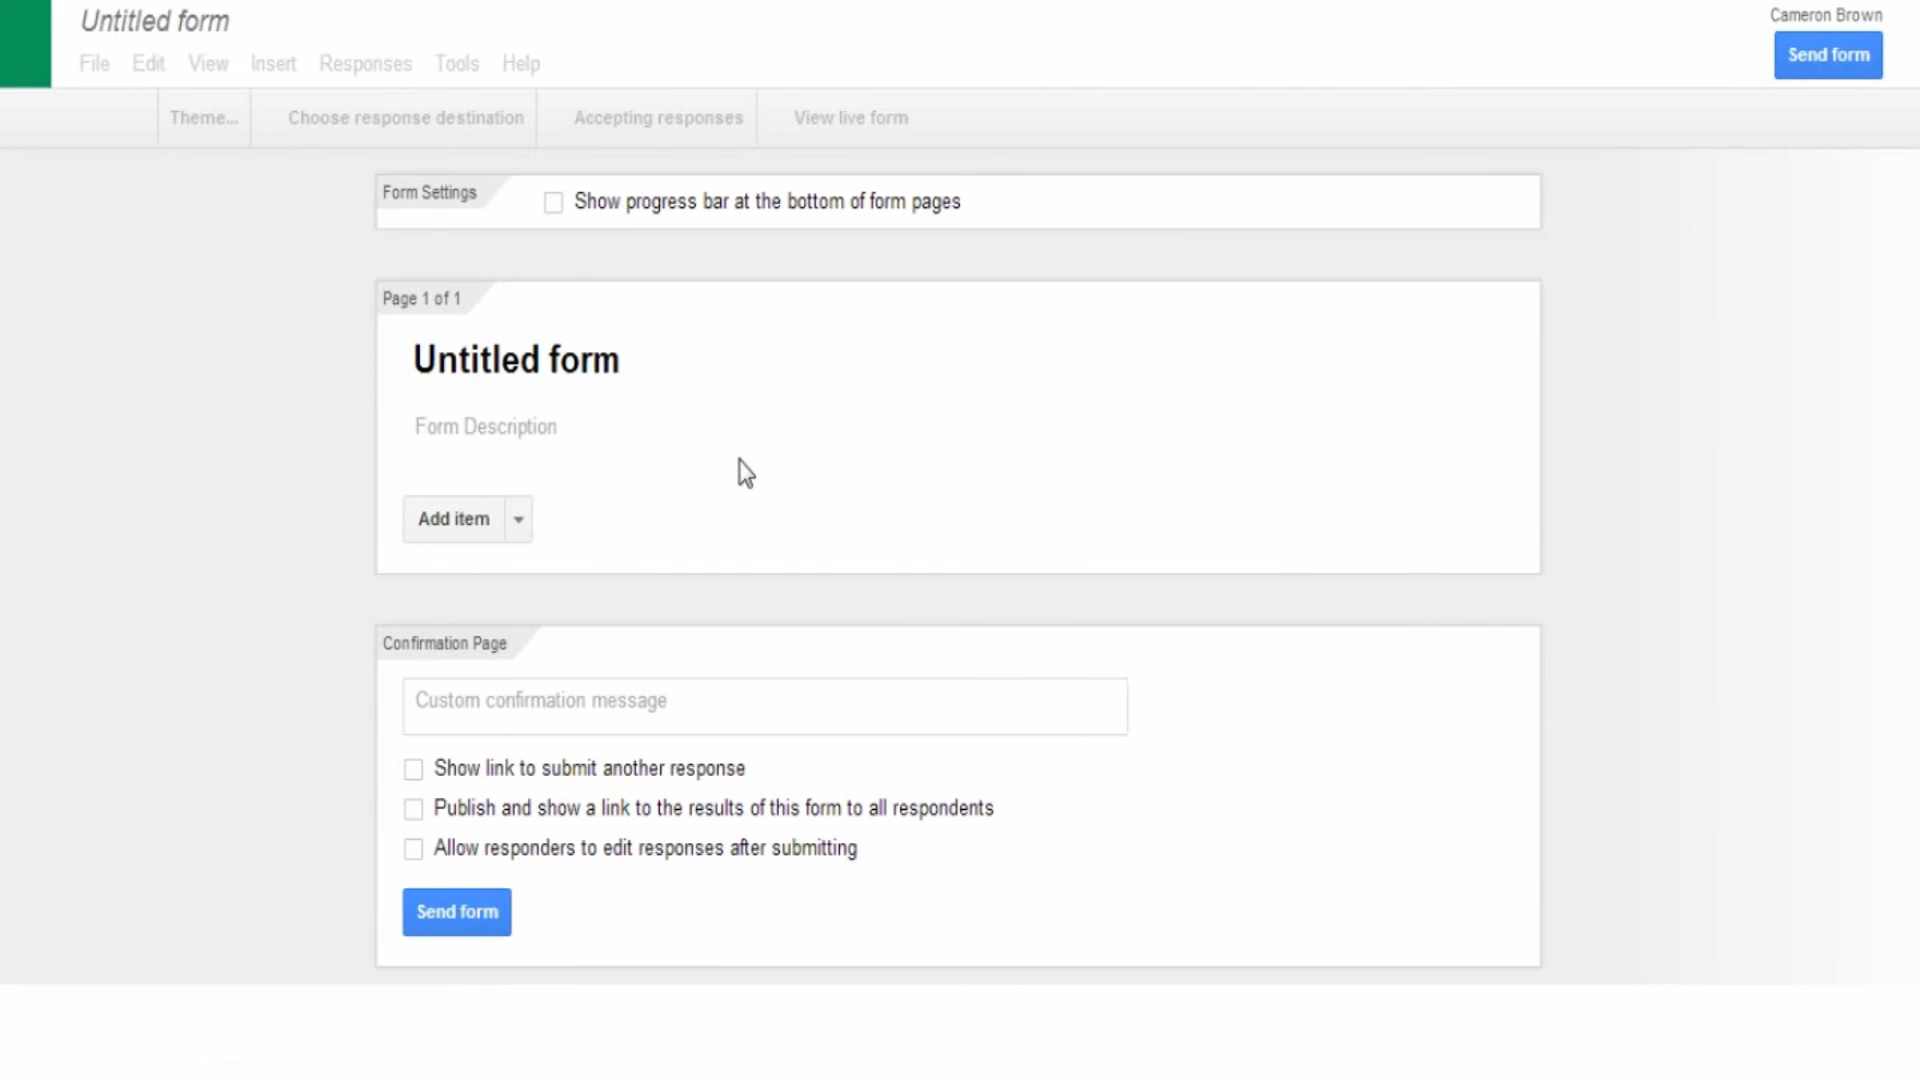 Untitled form
Cameron Brown
File Edit View Insert Responses Tools Help
Send form
Theme... Choose response destination Accepting responses View live form
Form Settings
Show progress bar at the bottom of form pages
Page 1 of 1
Untitled form
Form Description
Add item
Confirmation Page
Custom confirmation message
Show link to submit another response
Publish and show a link to the results of this form to all respondents
Allow responders to edit responses after submitting
Send form